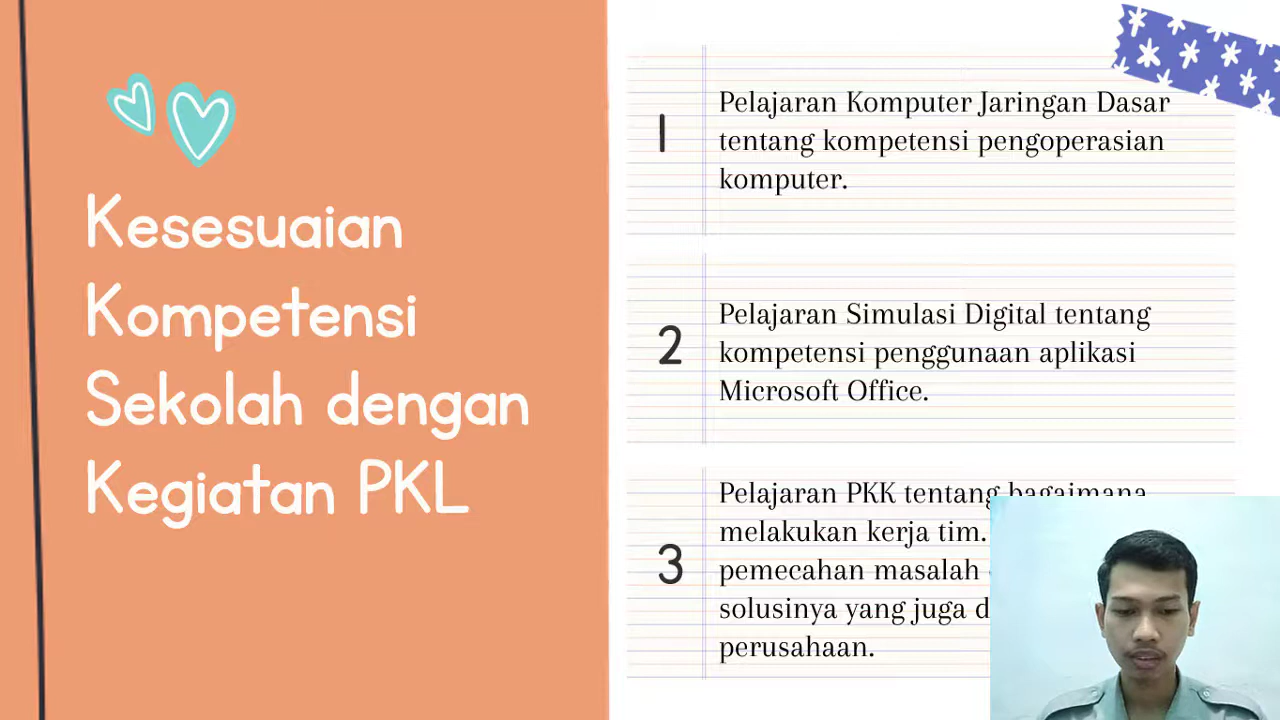 Kesesuaian
Kompetensi
Sekolah dengan
Kegiatan PKL
1
Pelajaran Komputer Jaringan Dasar
tentang kompetensi pengoperasian
komputer.
2
Pelajaran Simulasi Digital tentang
kompetensi penggunaan aplikasi
Microsoft Office.
3
Pelajaran PKK tentang bagaimana
melakukan kerja tim.
pemecahan masalah
solusinya yang juga
perusahaan.